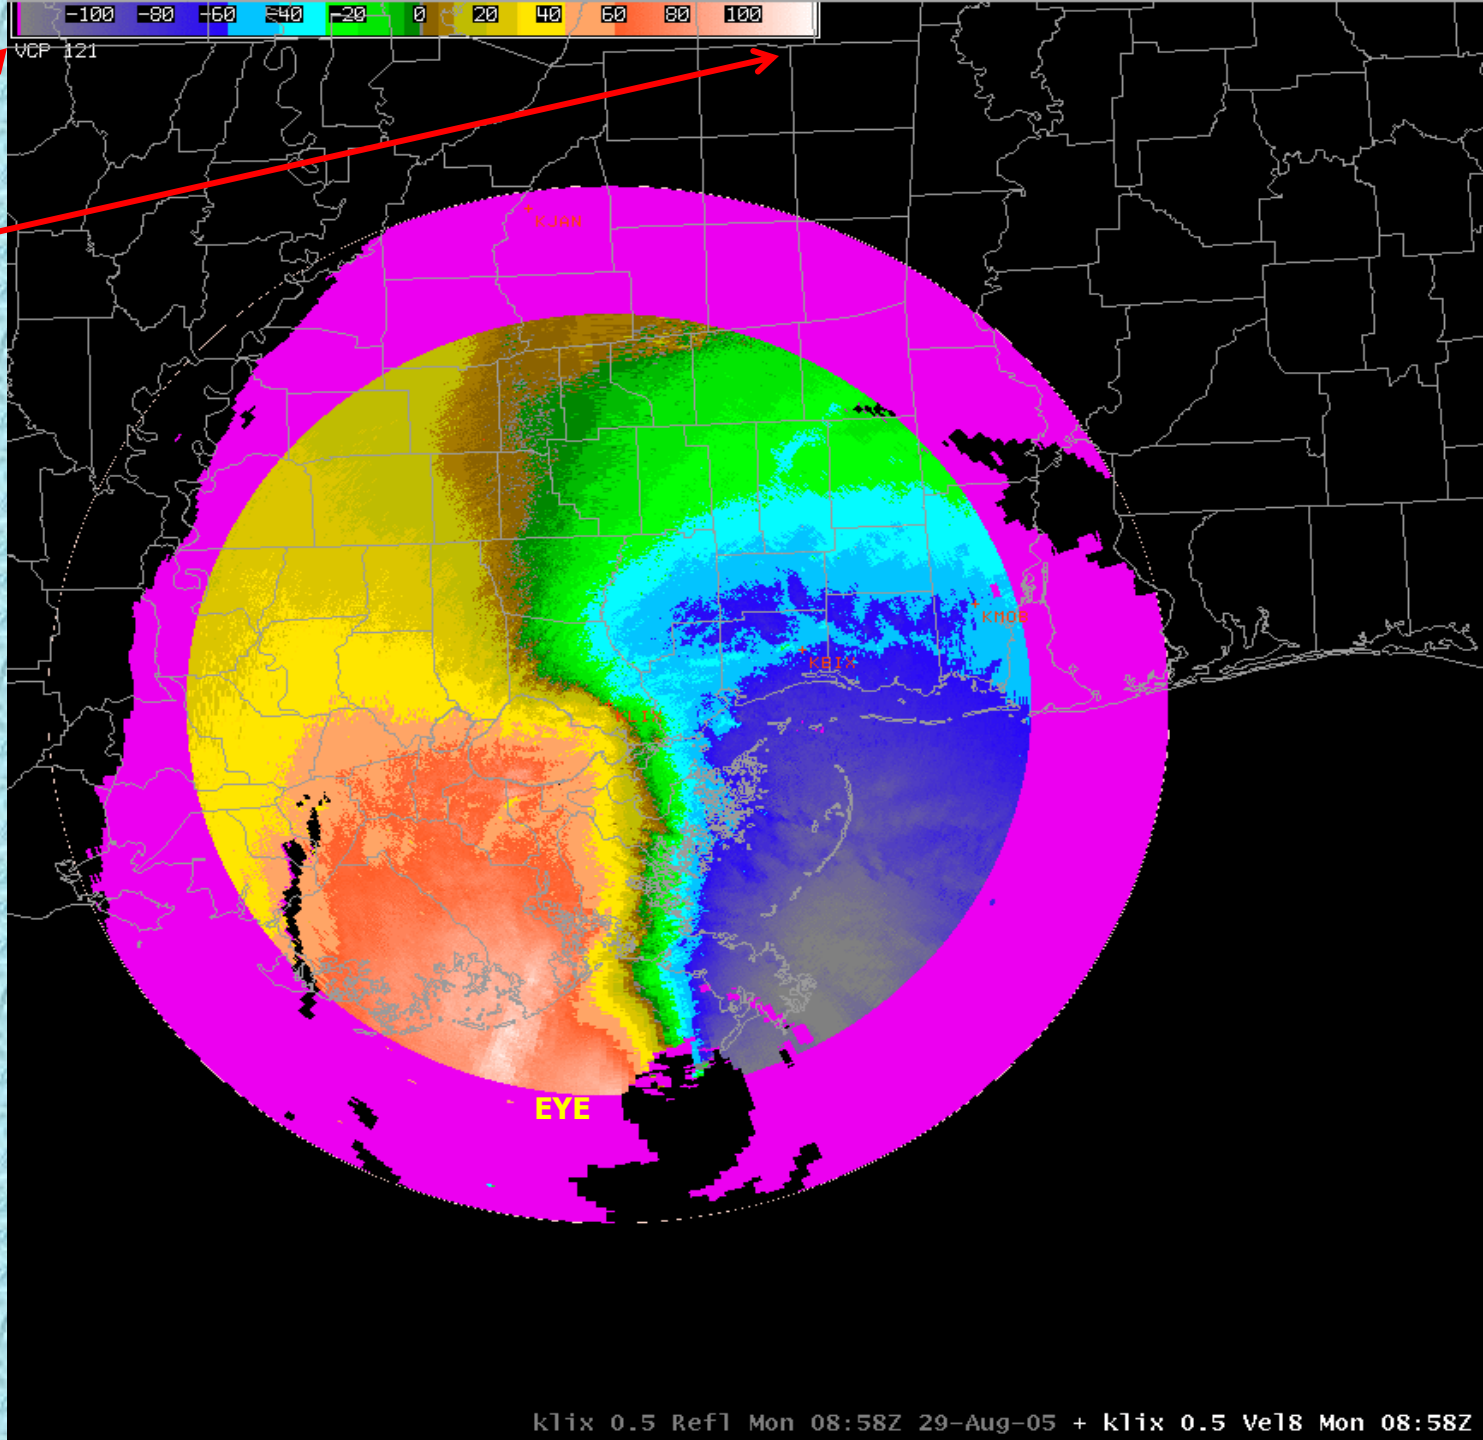 -100 -80 -60 -40 -20 0 20 40 60 80 100
VCP 121
KJAN
KMOB
KBIX
EYE
klix 0.5 Refl Mon 08:58Z 29-Aug-05 + klix 0.5 Vel8 Mon 08:58Z